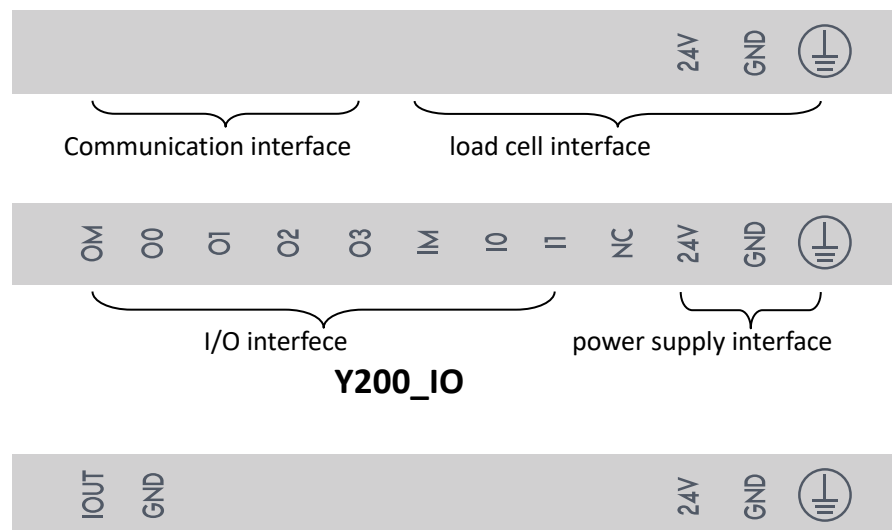 24V GND
Communication interface load cell interface
OM O0 O1 O2 O3 IM I0 I1 NC 24V GND
I/O interfece power supply interface
Y200_IO
IOUT GND 24V GND